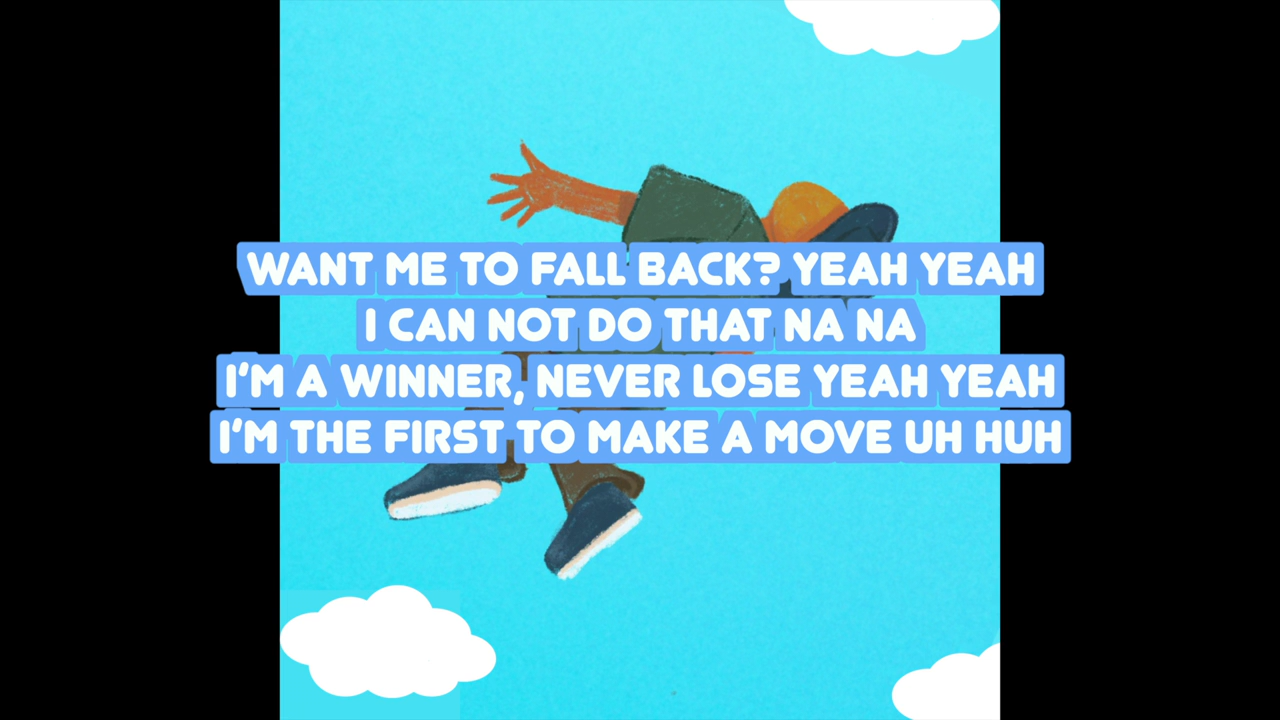 WANT ME TO FALL BACK? YEAH YEAH
I CAN NOT DO THAT NA NA
I'M A WINNER, NEVER LOSE YEAH YEAH
I'M THE FIRST TO MAKE A MOVE UH HUH